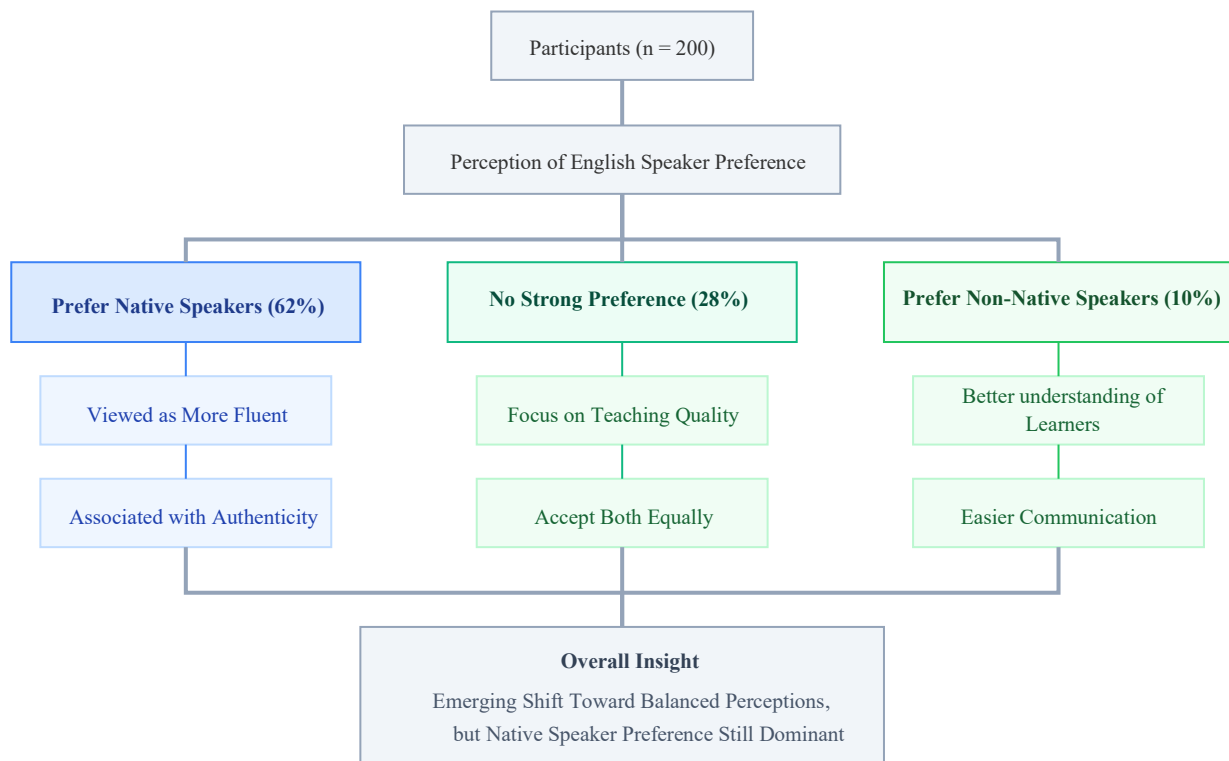 Participants (n = 200)
Perception of English Speaker Preference
Prefer Native Speakers (62%)
No Strong Preference (28%)
Prefer Non-Native Speakers (10%)
Viewed as More Fluent
Focus on Teaching Quality
Better understanding of
Learners
Associated with Authenticity
Accept Both Equally
Easier Communication
Overall Insight
Emerging Shift Toward Balanced Perceptions,
but Native Speaker Preference Still Dominant